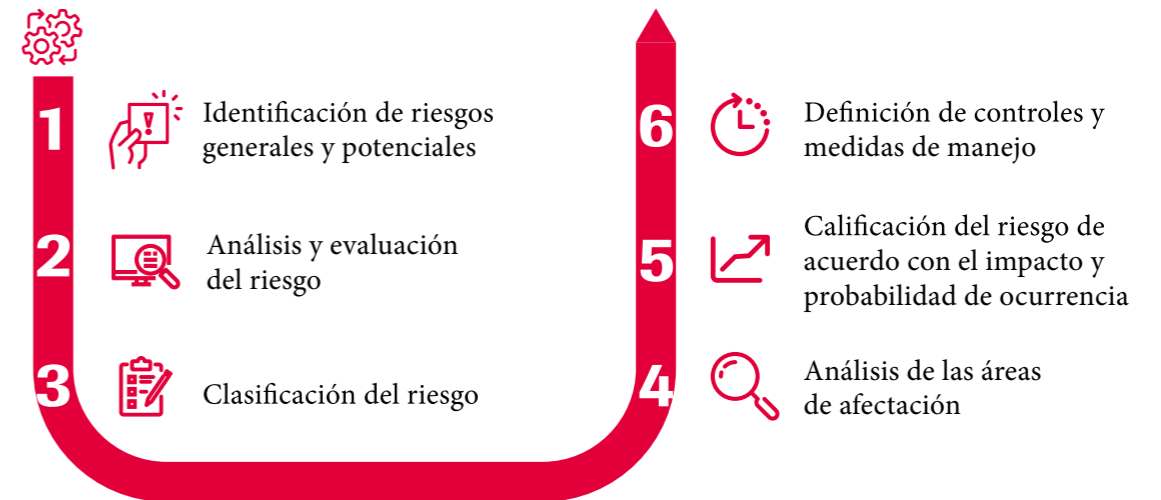 1
Identificación de riesgos
generales y potenciales
2
Análisis y evaluación
del riesgo
3
Clasificación del riesgo
4
Análisis de las áreas
de afectación
5
Calificación del riesgo de
acuerdo con el impacto y
probabilidad de ocurrencia
6
Definición de controles y
medidas de manejo